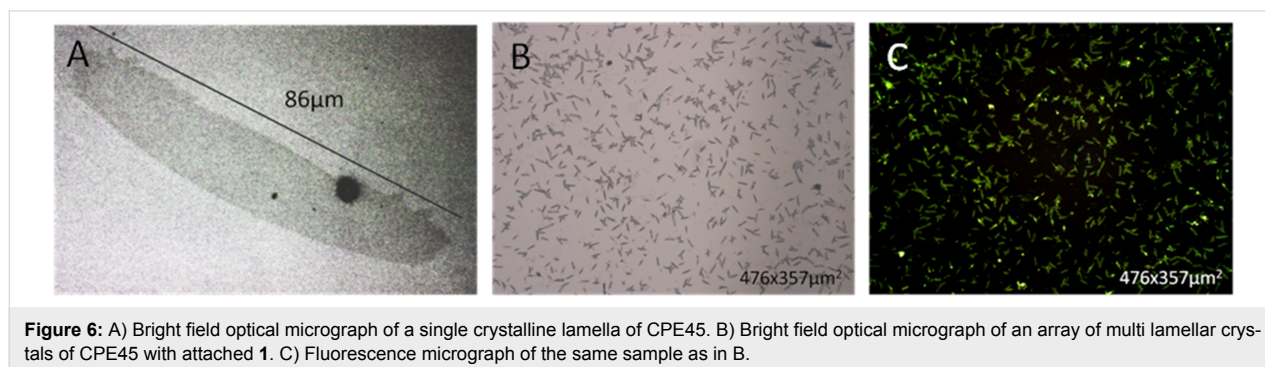 A
86μm
B
476x357μm²
C
476x357μm²
Figure 6: A) Bright field optical micrograph of a single crystalline lamella of CPE45. B) Bright field optical micrograph of an array of multi lamellar crys-
tals of CPE45 with attached 1. C) Fluorescence micrograph of the same sample as in B.